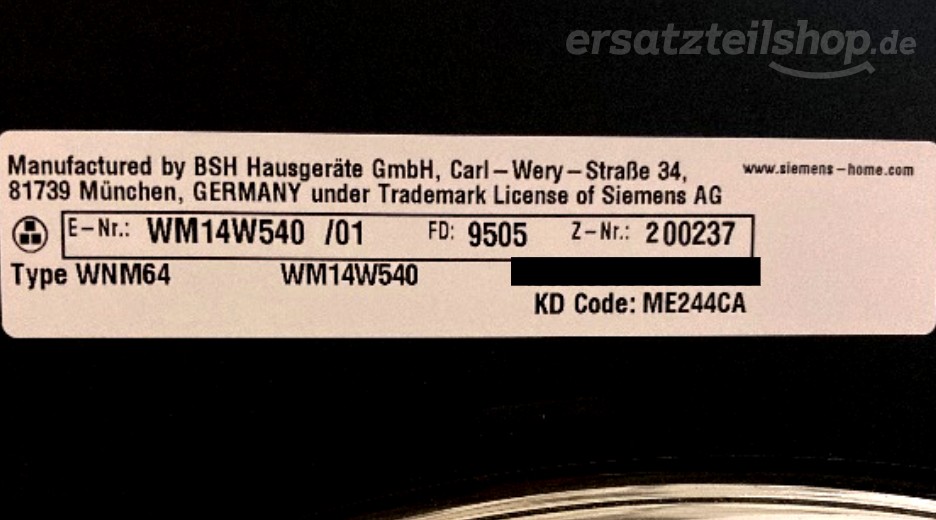 ersatzteilshop.de
Manufactured by BSH Hausgeräte GmbH, Carl-Wery-Straße 34, www.siemens-home.com
81739 München, GERMANY under Trademark License of Siemens AG
E-Nr.: WM14W540 /01 FD: 9505 Z-Nr.: 200237
Type WNM64 WM14W540
KD Code: ME244CA